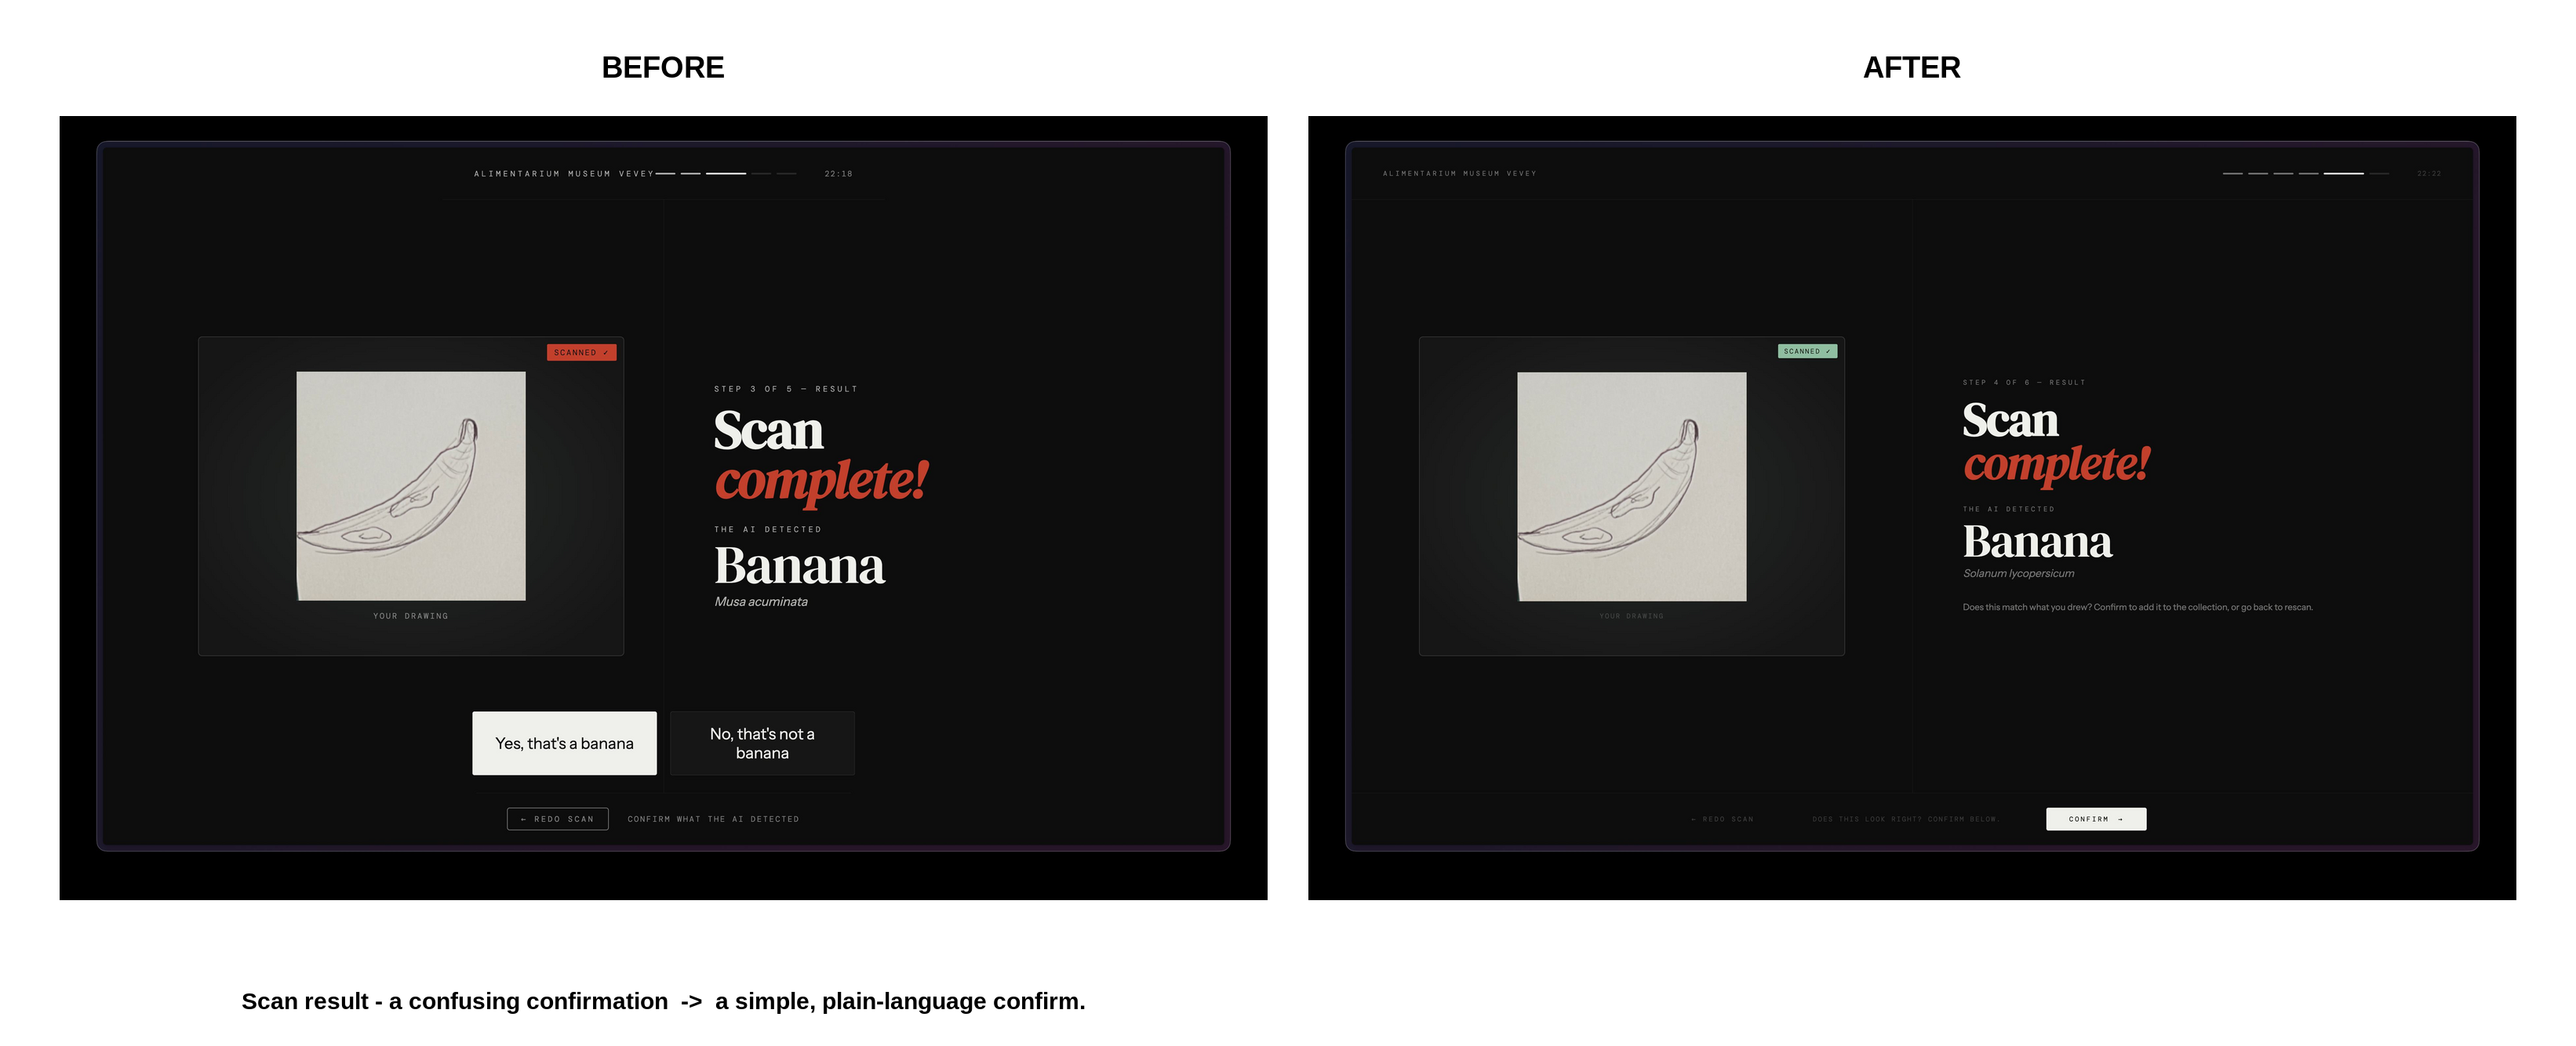 BEFORE
AFTER
ALIMENTARIUM MUSEUM VEVEY
22:18
SCANNED ✓
YOUR DRAWING
STEP 3 OF 5 — RESULT
Scan
complete!
THE AI DETECTED
Banana
Musa acuminata
Yes, that's a banana
No, that's not a
banana
← REDO SCAN
CONFIRM WHAT THE AI DETECTED
ALIMENTARIUM MUSEUM VEVEY
22:22
SCANNED ✓
YOUR DRAWING
STEP 4 OF 6 — RESULT
Scan
complete!
THE AI DETECTED
Banana
Solanum lycopersicum
Does this match what you drew? Confirm to add it to the collection, or go back to rescan.
← REDO SCAN
DOES THIS LOOK RIGHT? CONFIRM BELOW.
CONFIRM →
Scan result - a confusing confirmation -> a simple, plain-language confirm.